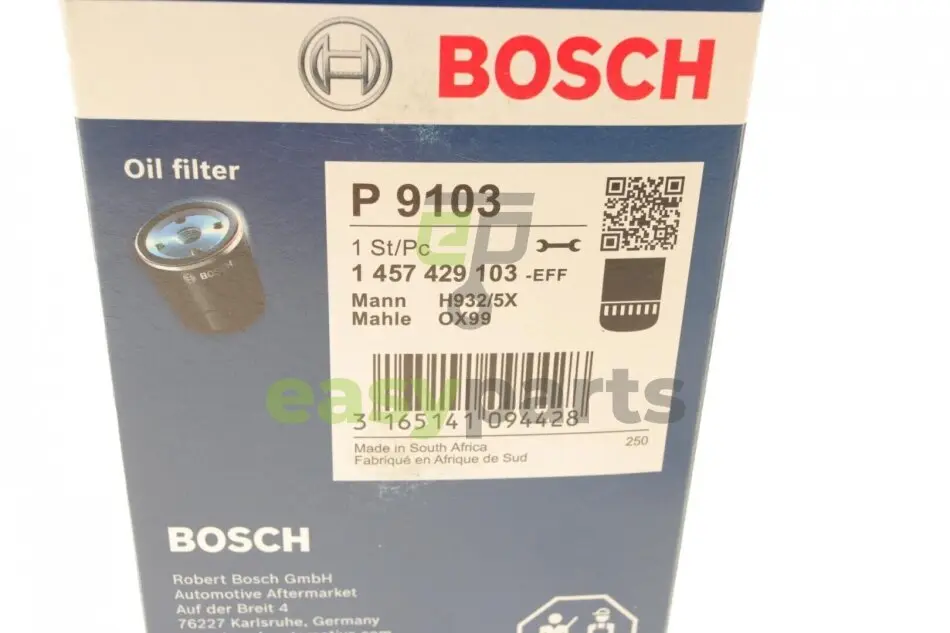 BOSCH
Oil filter
P 9103
1 St/Pc
1 457 429 103 -EFF
Mann H932/5X
Mahle OX99
BOSCH
easyparts
3 165141 094428
Made in South Africa
250
Fabriqué en Afrique de Sud
BOSCH
Robert Bosch GmbH
Automotive Aftermarket
Auf der Breit 4
76227 Karlsruhe, Germany